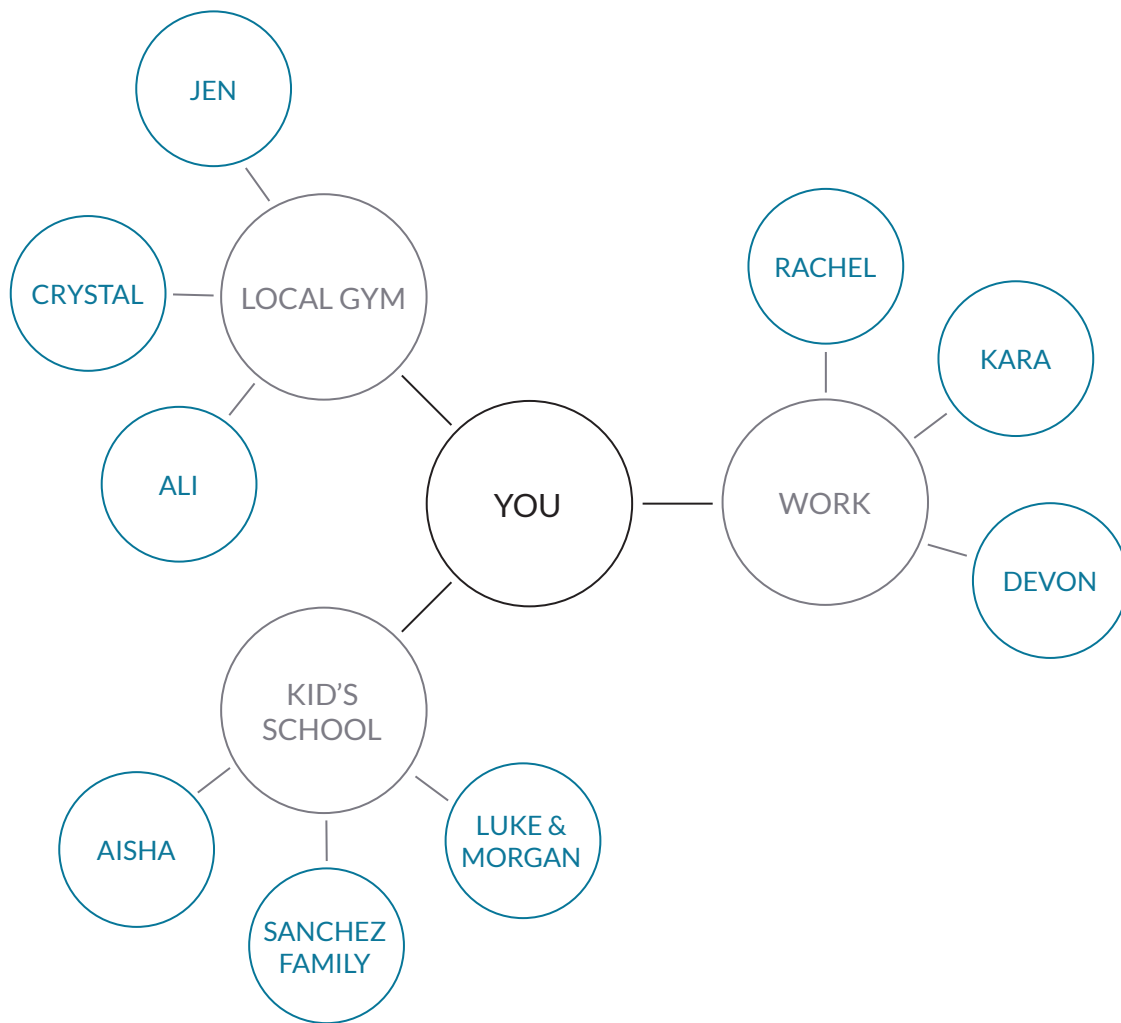 JEN
CRYSTAL
LOCAL GYM
ALI
RACHEL
KARA
YOU
WORK
DEVON
KID’S
SCHOOL
AISHA
SANCHEZ
FAMILY
LUKE &
MORGAN